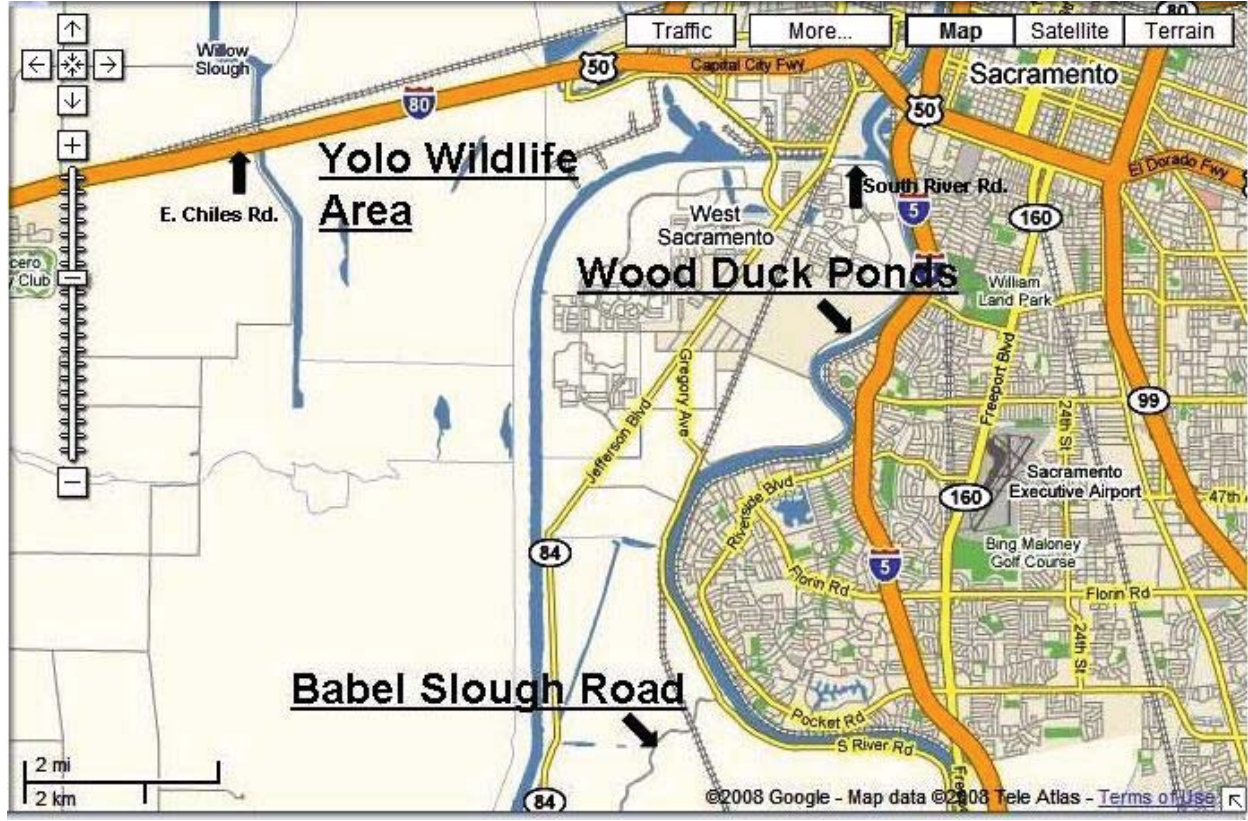 Traffic
More...
Map
Satellite
Terrain
80
Willow
Slough
50
Capital City Fwy
Sacramento
80
50
El Dorado Fwy
Yolo Wildlife
Area
E. Chiles Rd.
South River Rd.
5
160
West
Sacramento
Wood Duck Ponds
William
Land Park
cero
y Club
Gregory Ave
Jefferson Blvd
Freeport Blvd
24th St
99
Sacramento
Executive Airport
160
47th
Riverside Blvd
Bing Maloney
Golf Course
84
5
Florin Rd
Florin Rd
24th St
Babel Slough Road
Pocket Rd
S River Rd
2 mi
2 km
84
©2008 Google - Map data ©2008 Tele Atlas - Terms of Use